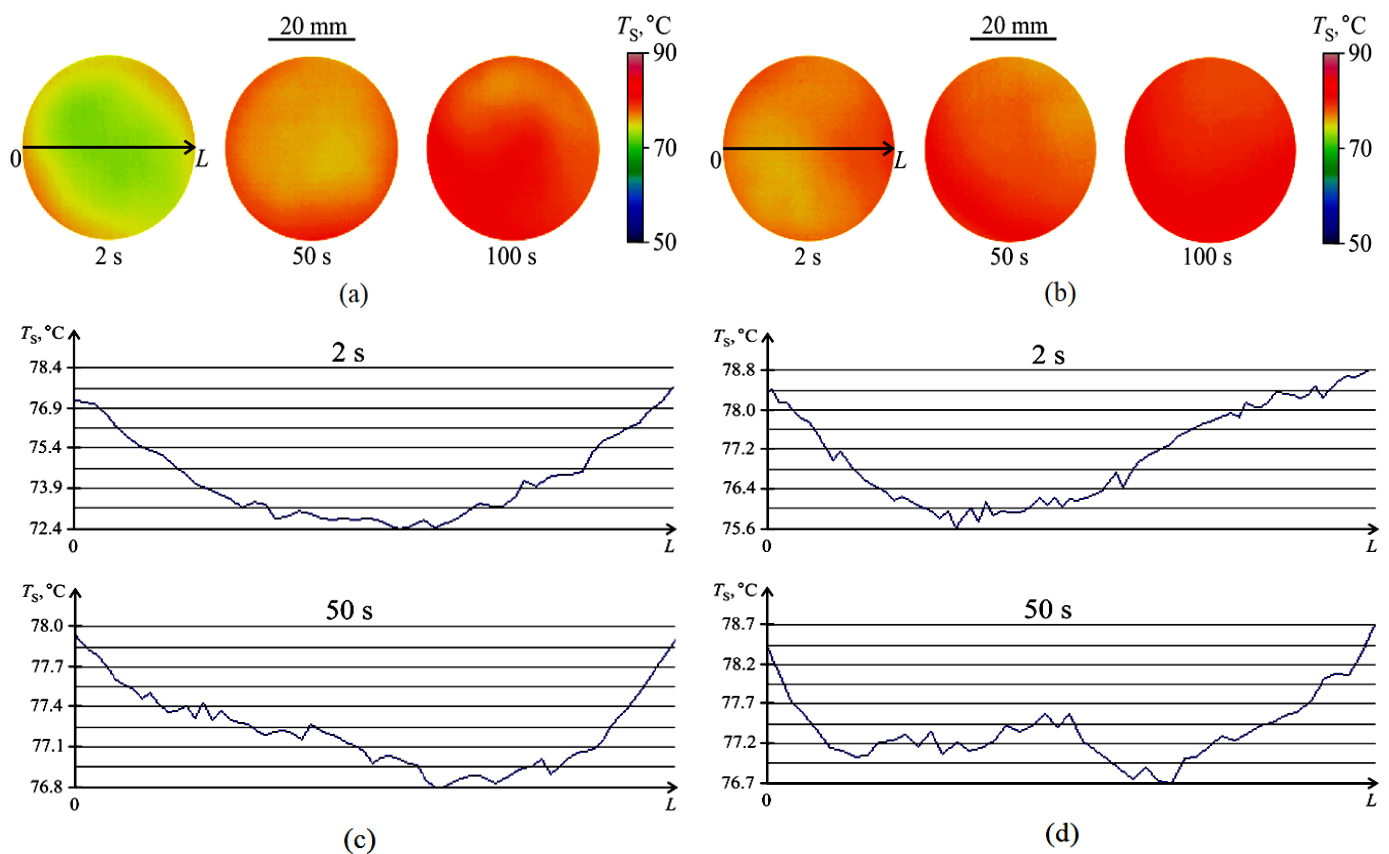 20 mm
T_S, °C
90
70
50
0
L
2 s
50 s
100 s
(a)
20 mm
T_S, °C
90
70
50
0
L
2 s
50 s
100 s
(b)
T_S, °C
2 s
78.4
76.9
75.4
73.9
72.4
0
L
T_S, °C
50 s
78.0
77.7
77.4
77.1
76.8
0
L
(c)
T_S, °C
2 s
78.8
78.0
77.2
76.4
75.6
0
L
T_S, °C
50 s
78.7
78.2
77.7
77.2
76.7
0
L
(d)